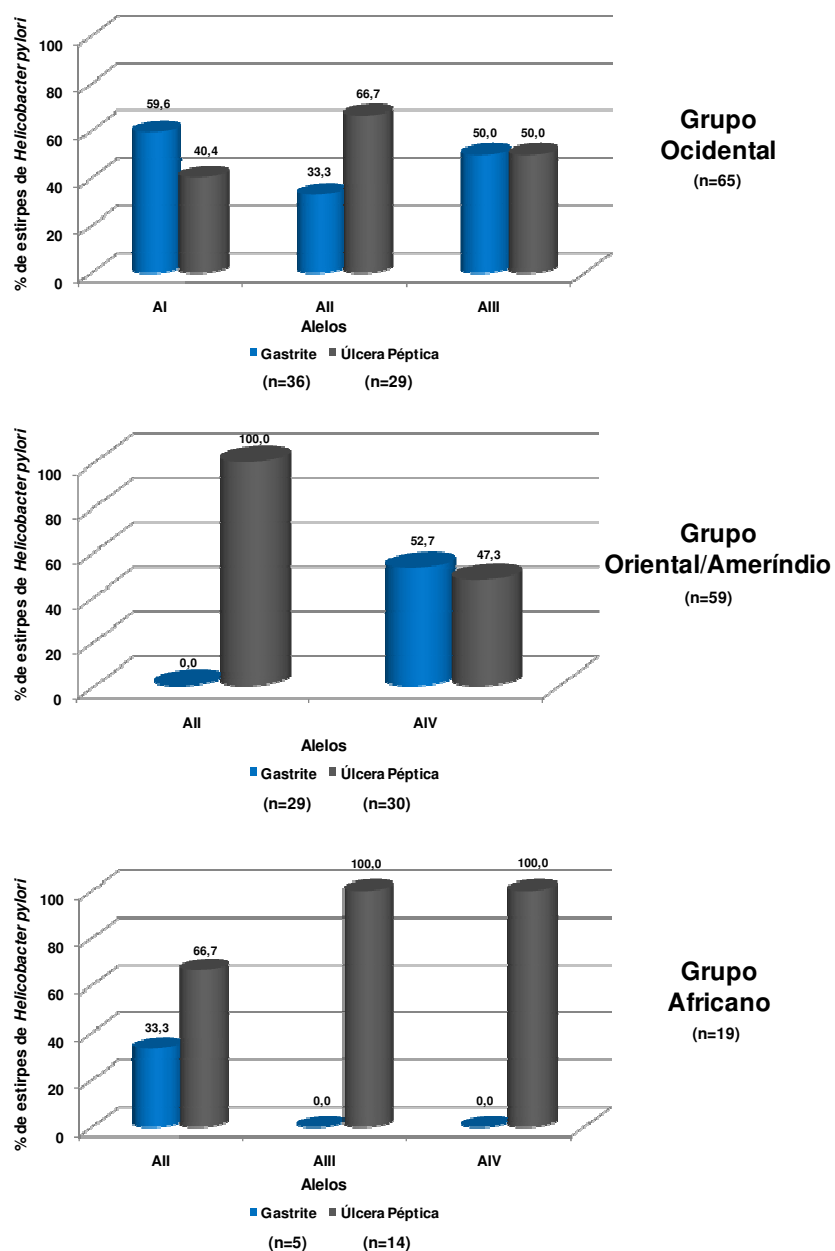 % de estirpes de Helicobacter pylori
100
80
60
40
20
0
59,6
40,4
33,3
66,7
50,0
50,0
AI
AII
AIII
Alelos
Gastrite
Úlcera Péptica
(n=36)
(n=29)
Grupo
Ocidental
(n=65)
% de estirpes de Helicobacter pylori
100
80
60
40
20
0
0,0
100,0
52,7
47,3
AII
AIV
Alelos
Gastrite
Úlcera Péptica
(n=29)
(n=30)
Grupo
Oriental/Ameríndio
(n=59)
% de estirpes de Helicobacter pylori
100
80
60
40
20
0
33,3
66,7
0,0
100,0
0,0
100,0
AII
AIII
AIV
Alelos
Gastrite
Úlcera Péptica
(n=5)
(n=14)
Grupo
Africano
(n=19)